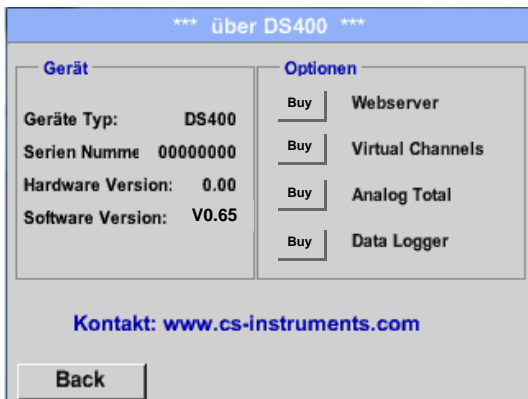 *** über DS400 ***
Gerät
Geräte Typ: DS400
Serien Numme 00000000
Hardware Version: 0.00
Software Version: V0.65
Optionen
Buy Webserver
Buy Virtual Channels
Buy Analog Total
Buy Data Logger
Kontakt: www.cs-instruments.com
Back